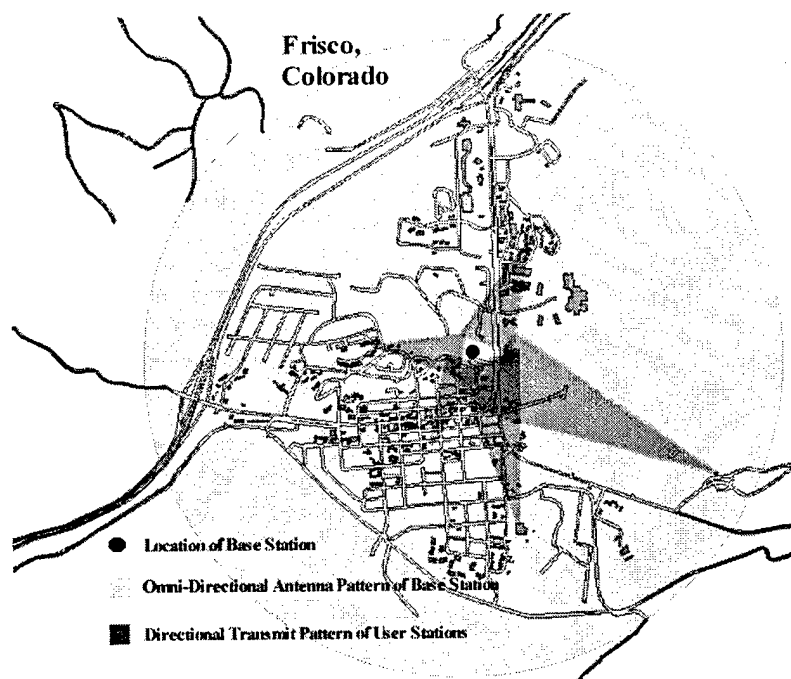 Frisco,
Colorado
Location of Base Station
Omni-Directional Antenna Pattern of Base Station
Directional Transmit Pattern of User Stations